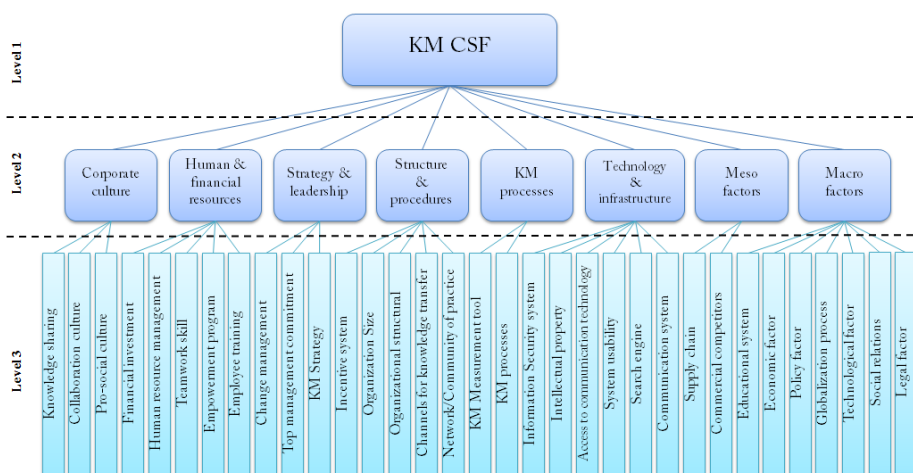 Level 1
KM CSF
Level 2
Corporate
culture
Human &
financial
resources
Strategy &
leadership
Structure
&
procedures
KM
processes
Technology
&
infrastructure
Meso
factors
Macro
factors
Level 3
Knowledge sharing
Collaboration culture
Pro-social culture
Financial investment
Human resource management
Teamwork skill
Empowerment program
Employee training
Change management
Top management commitment
KM Strategy
Incentive system
Organization Size
Organizational structural
Channels for knowledge transfer
Network/Community of practice
KM Measurement tool
KM processes
Information Security system
Intellectual property
Access to communication technology
System usability
Search engine
Communication system
Supply chain
Commercial competitors
Educational system
Economic factor
Policy factor
Globalization process
Technological factor
Social relations
Legal factor